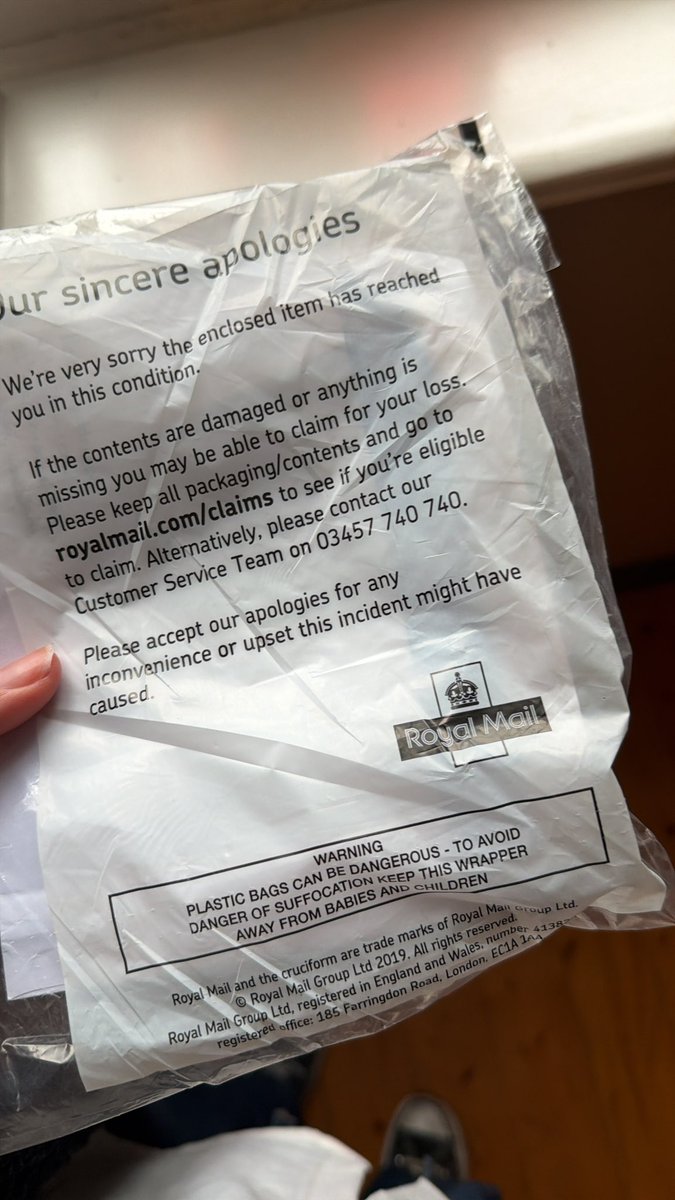 Our sincere apologies
We're very sorry the enclosed item has reached
you in this condition.
If the contents are damaged or anything is
missing you may be able to claim for your loss.
Please keep all packaging/contents and go to
royalmail.com/claims to see if you're eligible
to claim. Alternatively, please contact our
Customer Service Team on 03457 740 740.
Please accept our apologies for any
inconvenience or upset this incident might have
caused.
Royal Mail
WARNING
PLASTIC BAGS CAN BE DANGEROUS - TO AVOID
DANGER OF SUFFOCATION KEEP THIS WRAPPER
AWAY FROM BABIES AND CHILDREN
Royal Mail and the cruciform are trade marks of Royal Mail Group Ltd.
© Royal Mail Group Ltd 2019. All rights reserved.
Royal Mail Group Ltd, registered in England and Wales, number
registered office: 185 Farringdon Road, London, EC1A